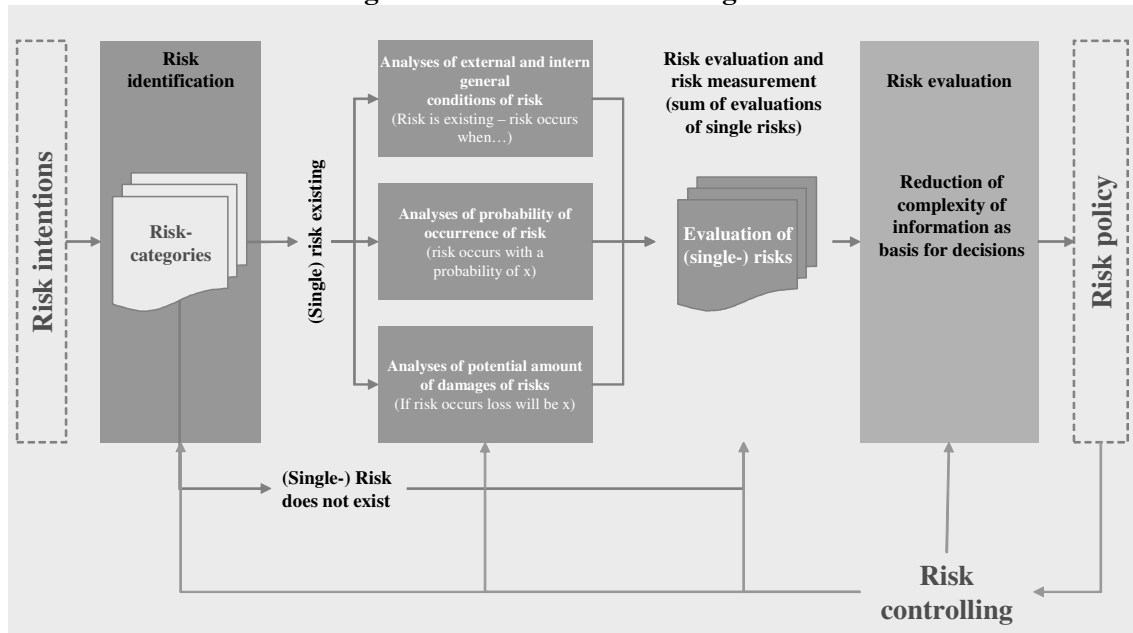 Risk intentions
Risk
identification
Risk-
categories
(Single) risk existing
Analyses of external and intern
general
conditions of risk
(Risk is existing – risk occurs
when…)
Analyses of probability of
occurrence of risk
(risk occurs with a
probability of x)
Analyses of potential amount
of damages of risks
(If risk occurs loss will be x)
Risk evaluation and
risk measurement
(sum of evaluations
of single risks)
Evaluation of
(single-) risks
Risk evaluation
Reduction of
complexity of
information as
basis for decisions
Risk policy
(Single-) Risk
does not exist
Risk
controlling